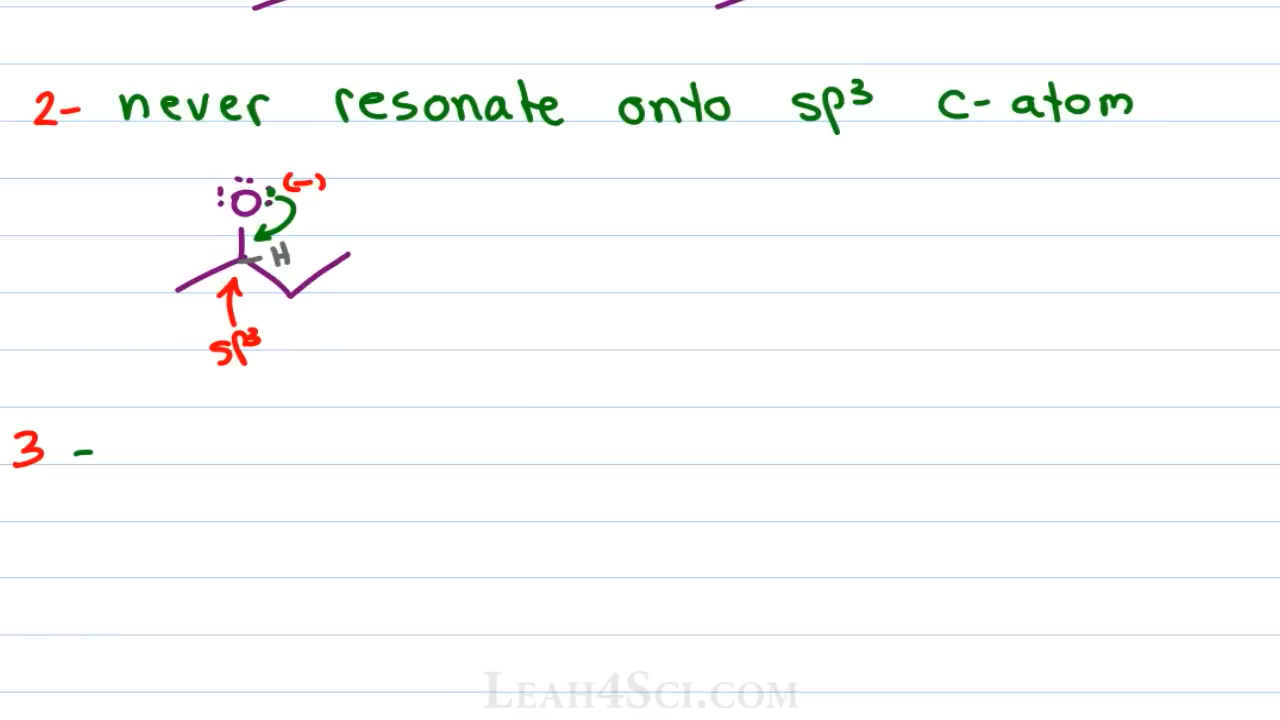 2- never resonate onto sp³ c-atom
:Ö: (-)
H
sp³
3 -
LEAH4SCI.COM